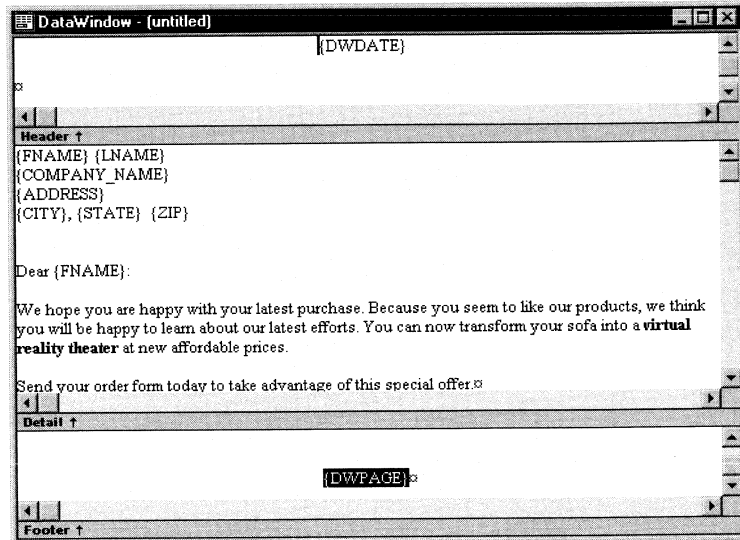 DataWindow - (untitled)
{DWDATE}
¤
Header ↑
{FNAME} {LNAME}
{COMPANY_NAME}
{ADDRESS}
{CITY}, {STATE} {ZIP}
Dear {FNAME}:
We hope you are happy with your latest purchase. Because you seem to like our products, we think
you will be happy to learn about our latest efforts. You can now transform your sofa into a virtual
reality theater at new affordable prices.
Send your order form today to take advantage of this special offer.¤
Detail ↑
{DWPAGE}¤
Footer ↑